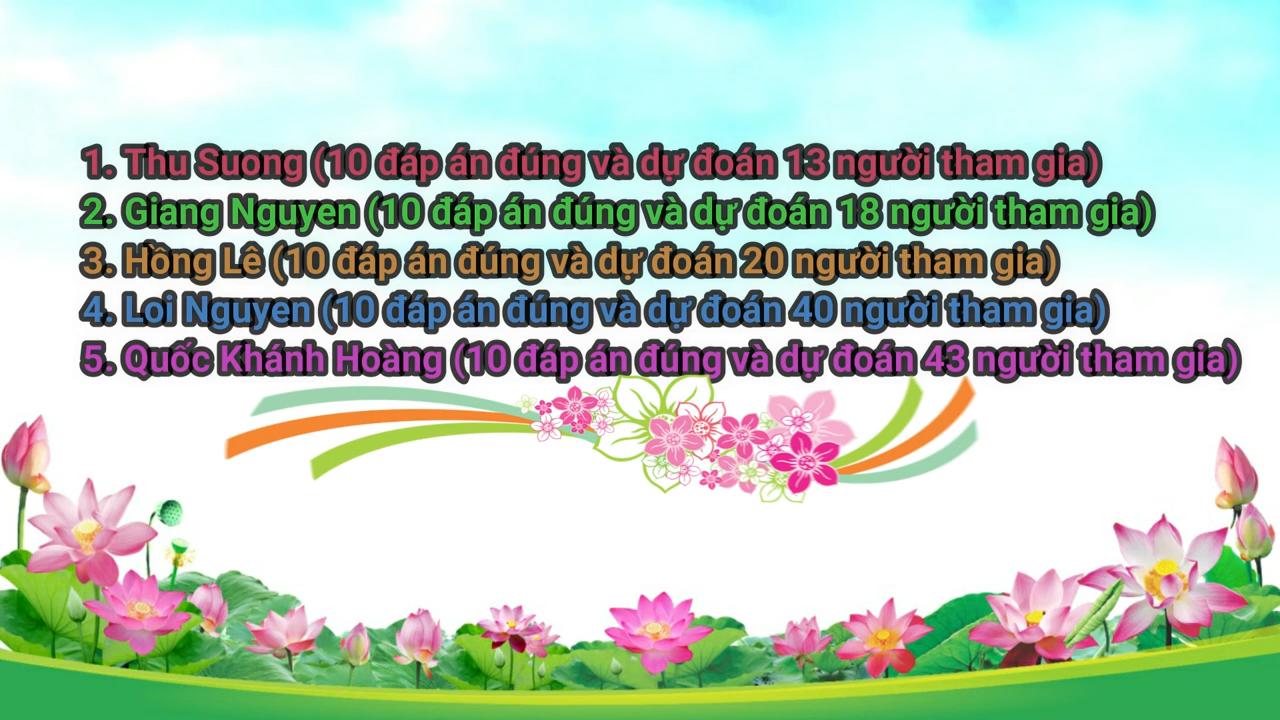 1. Thu Suong (10 đáp án đúng và dự đoán 13 người tham gia)
2. Giang Nguyen (10 đáp án đúng và dự đoán 18 người tham gia)
3. Hồng Lê (10 đáp án đúng và dự đoán 20 người tham gia)
4. Loi Nguyen (10 đáp án đúng và dự đoán 40 người tham gia)
5. Quốc Khánh Hoàng (10 đáp án đúng và dự đoán 43 người tham gia)